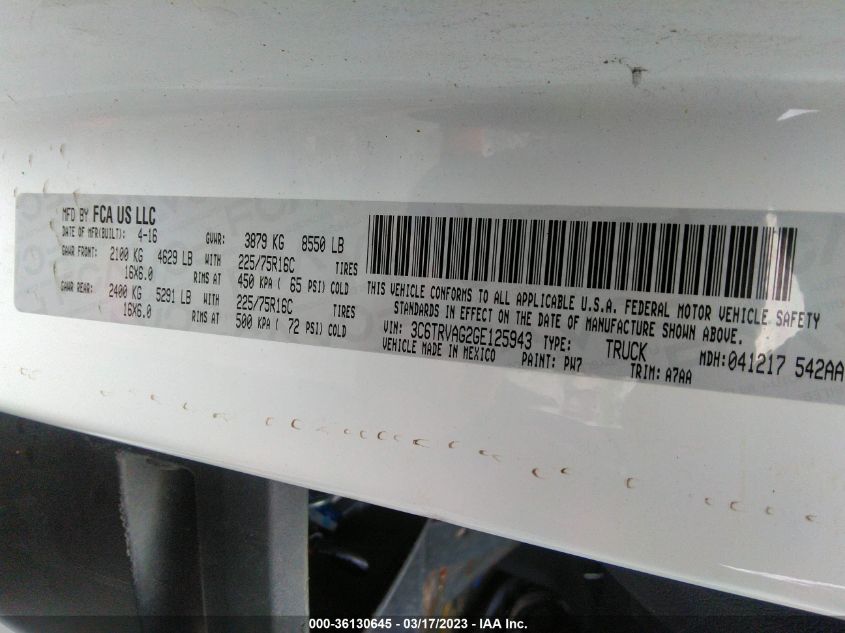 MFD BY FCA US LLC
DATE OF MFR(BUILT): 4-16 GVWR: 3879 KG 8550 LB
GAWR FRONT: 2100 KG 4629 LB WITH 225/75R16C TIRES
16X6.0 RIMS AT 450 KPA ( 65 PSI) COLD
GAWR REAR: 2400 KG 5291 LB WITH 225/75R16C TIRES
16X6.0 RIMS AT 500 KPA ( 72 PSI) COLD
THIS VEHICLE CONFORMS TO ALL APPLICABLE U.S.A. FEDERAL MOTOR VEHICLE SAFETY
STANDARDS IN EFFECT ON THE DATE OF MANUFACTURE SHOWN ABOVE.
VIN: 3C6TRVAG2GE125943 TYPE: TRUCK MDH:041217 542AA
VEHICLE MADE IN MEXICO PAINT: PW7 TRIM: A7AA
000-36130645 - 03/17/2023 - IAA Inc.